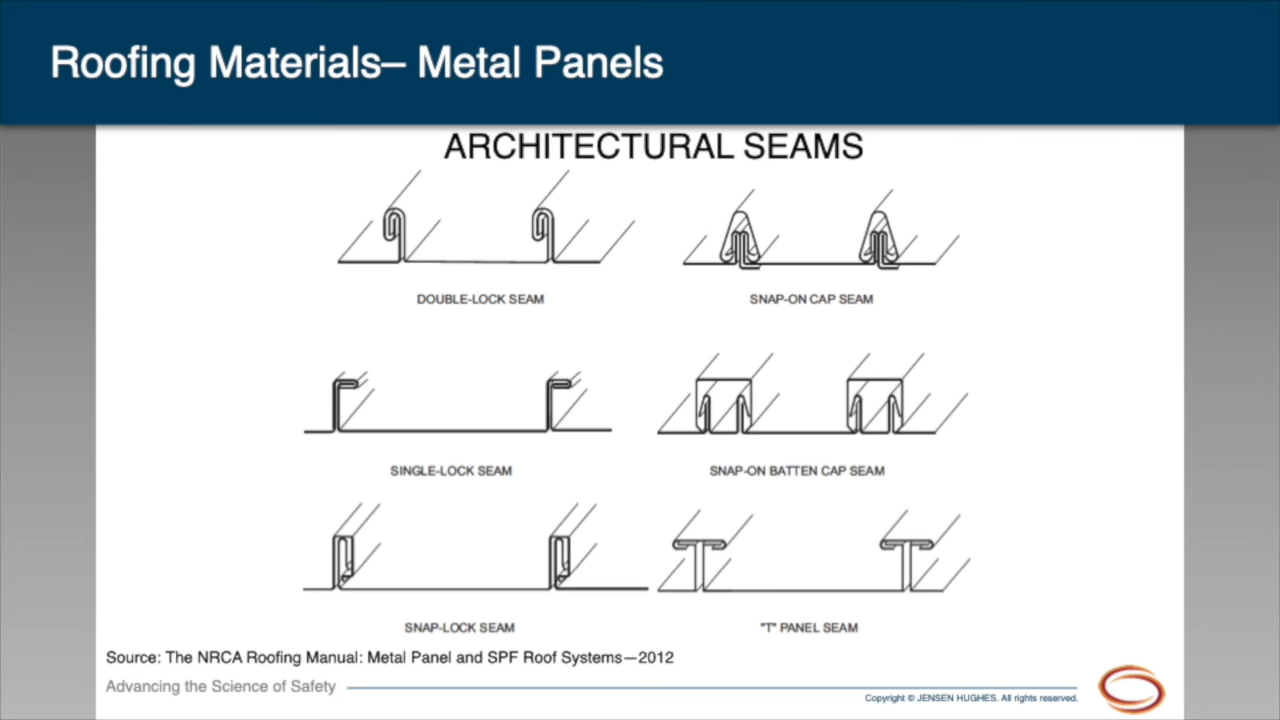 Roofing Materials– Metal Panels
ARCHITECTURAL SEAMS
DOUBLE-LOCK SEAM
SNAP-ON CAP SEAM
SINGLE-LOCK SEAM
SNAP-ON BATTEN CAP SEAM
SNAP-LOCK SEAM
"T" PANEL SEAM
Source: The NRCA Roofing Manual: Metal Panel and SPF Roof Systems—2012
Advancing the Science of Safety
Copyright © JENSEN HUGHES. All rights reserved.